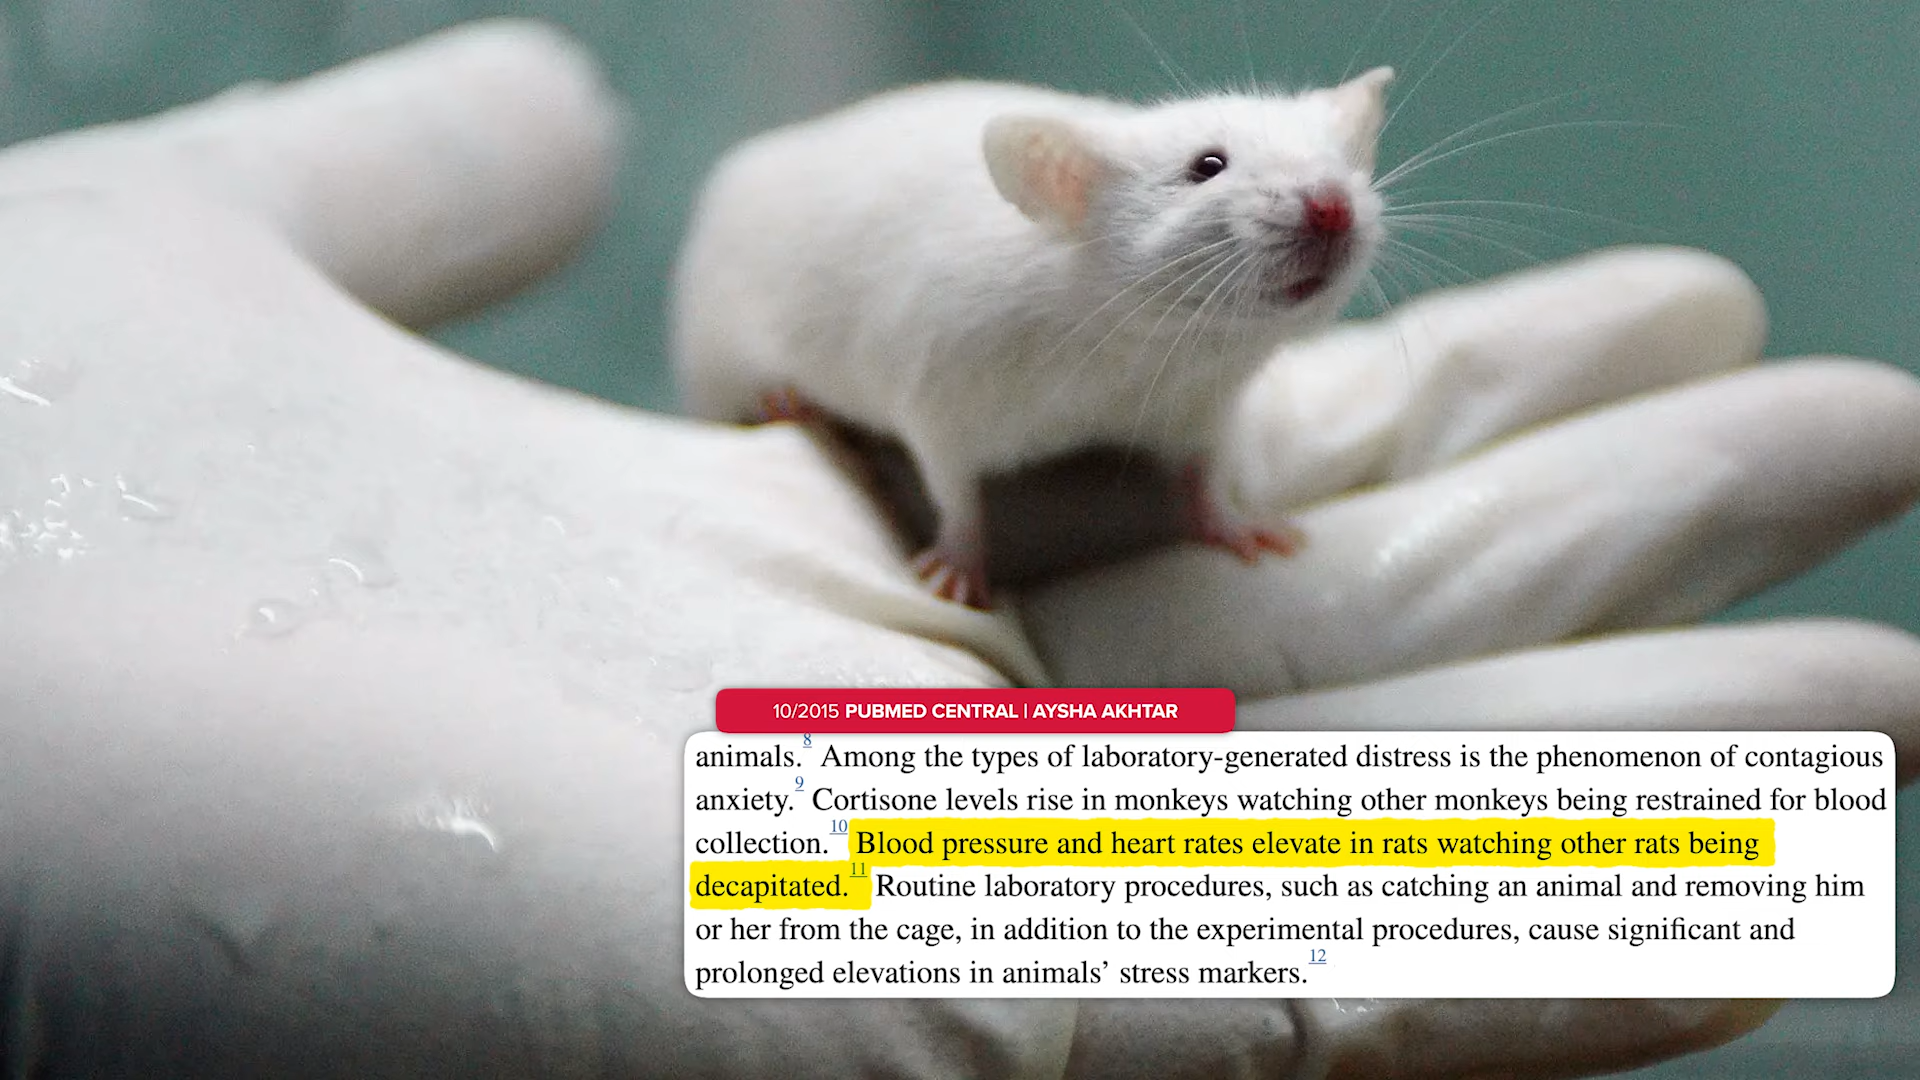 10/2015 PUBMED CENTRAL | AYSHA AKHTAR
animals.8 Among the types of laboratory-generated distress is the phenomenon of contagious
anxiety.9 Cortisone levels rise in monkeys watching other monkeys being restrained for blood
collection.10 Blood pressure and heart rates elevate in rats watching other rats being
decapitated.11 Routine laboratory procedures, such as catching an animal and removing him
or her from the cage, in addition to the experimental procedures, cause significant and
prolonged elevations in animals’ stress markers.12